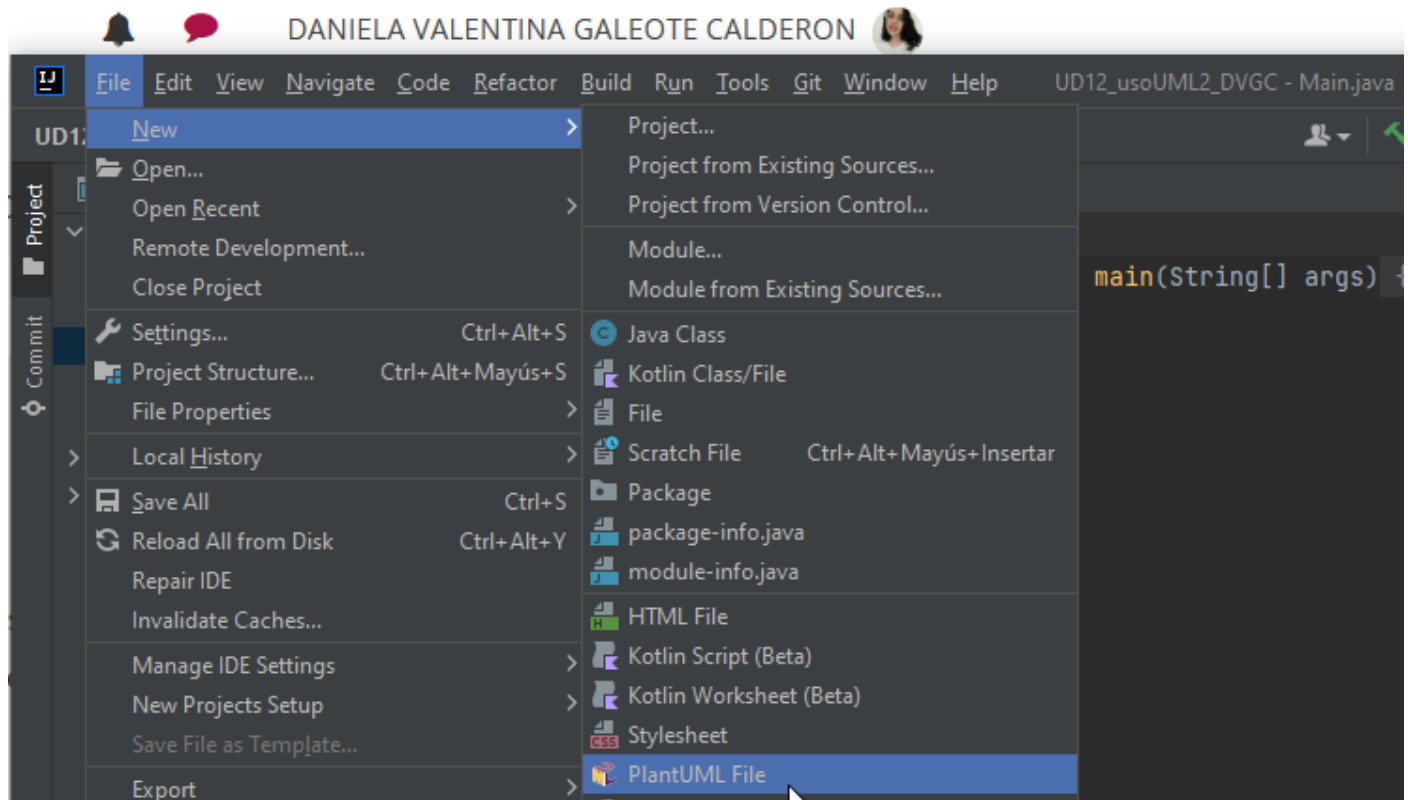 DANIELA VALENTINA GALEOTE CALDERON
IJ File Edit View Navigate Code Refactor Build Run Tools Git Window Help UD12_usoUML2_DVGC - Main.java
UD12
Project
Commit
New
Open...
Open Recent
Remote Development...
Close Project
Settings... Ctrl+Alt+S
Project Structure... Ctrl+Alt+Mayús+S
File Properties
Local History
Save All Ctrl+S
Reload All from Disk Ctrl+Alt+Y
Repair IDE
Invalidate Caches...
Manage IDE Settings
New Projects Setup
Save File as Template...
Export
Project...
Project from Existing Sources...
Project from Version Control...
Module...
Module from Existing Sources...
Java Class
Kotlin Class/File
File
Scratch File Ctrl+Alt+Mayús+Insertar
Package
package-info.java
module-info.java
HTML File
Kotlin Script (Beta)
Kotlin Worksheet (Beta)
Stylesheet
PlantUML File
main(String[] args) {